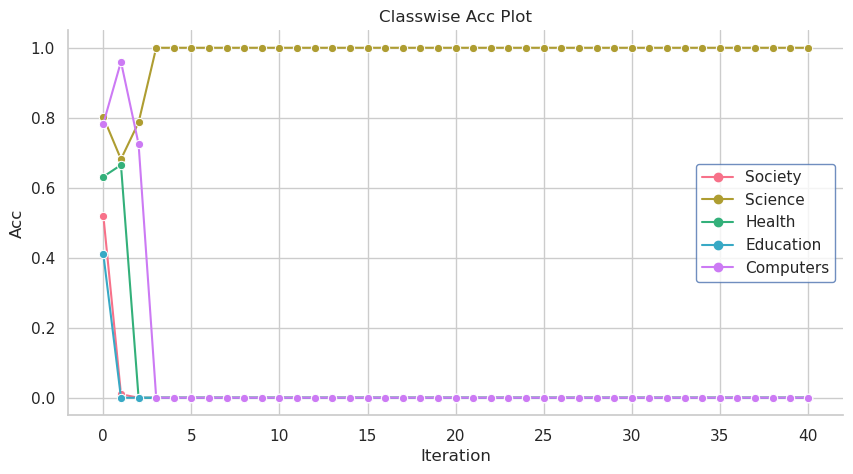 Classwise Acc Plot
1.0
0.8
0.6
0.4
0.2
0.0
Acc
Society
Science
Health
Education
Computers
0 5 10 15 20 25 30 35 40
Iteration